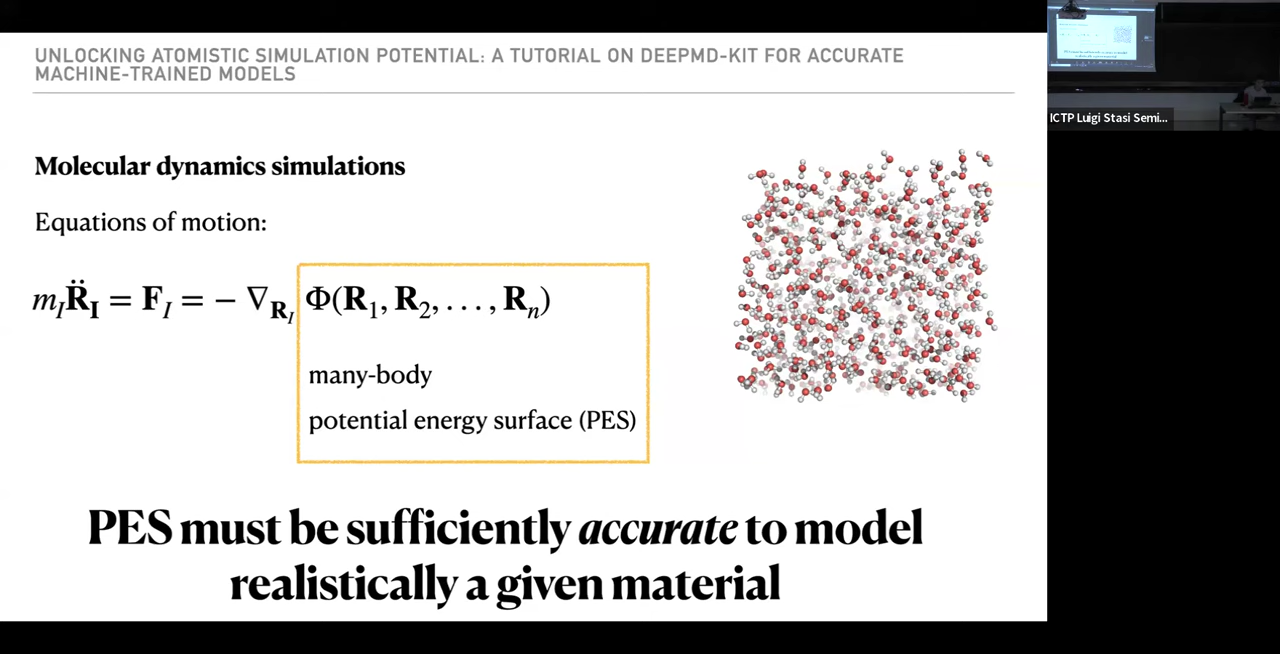 UNLOCKING ATOMISTIC SIMULATION POTENTIAL: A TUTORIAL ON DEEPMD-KIT FOR ACCURATE
MACHINE-TRAINED MODELS
ICTP Luigi Stasi Semi...
Molecular dynamics simulations
Equations of motion:
m_I R̈_I = F_I = − ∇_{R_I} Φ(R₁, R₂, . . . , Rₙ)
many-body
potential energy surface (PES)
PES must be sufficiently accurate to model
realistically a given material